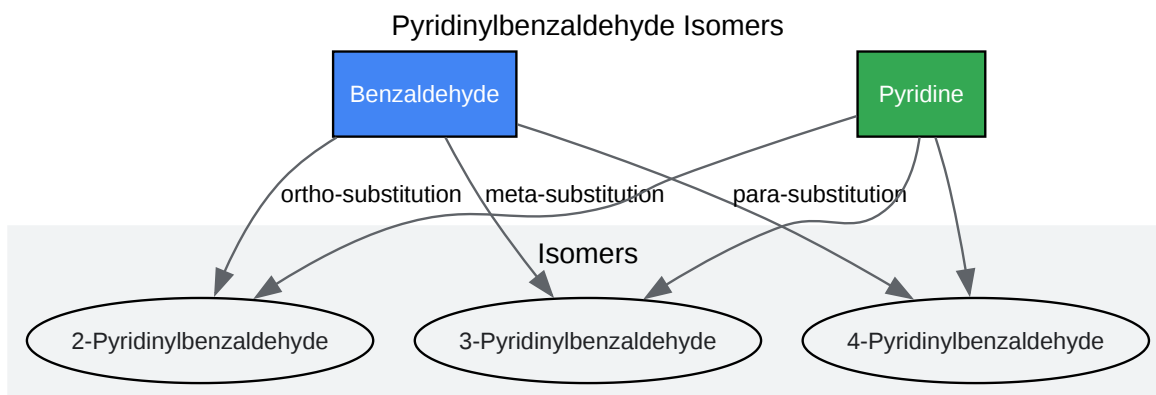 Pyridinylbenzaldehyde Isomers
Benzaldehyde
Pyridine
ortho-substitution
meta-substitution
para-substitution
Isomers
2-Pyridinylbenzaldehyde
3-Pyridinylbenzaldehyde
4-Pyridinylbenzaldehyde